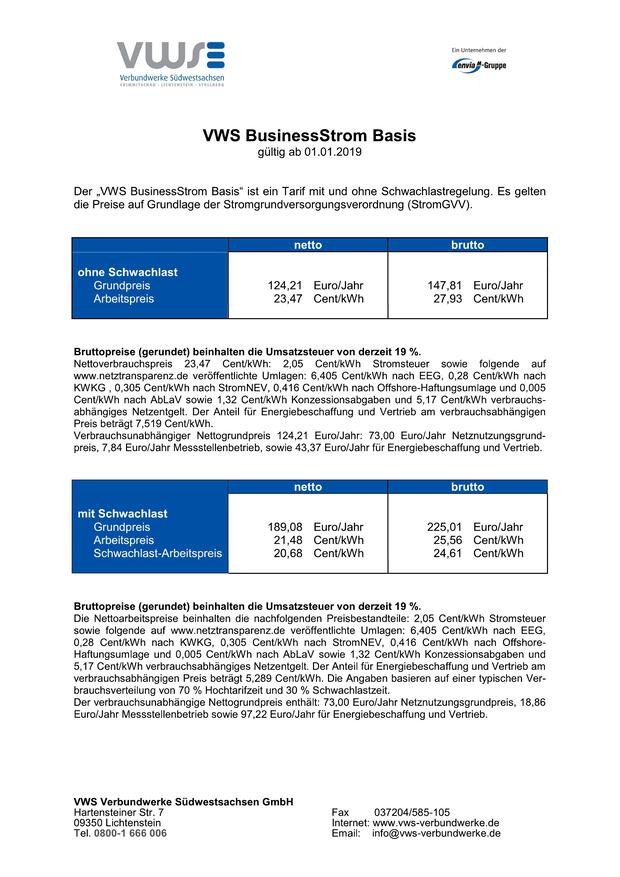 VWS
Verbundwerke Südwestsachsen
CRIMMITSCHAU · LICHTENSTEIN · STOLLBERG
Ein Unternehmen der
enviaM-Gruppe
VWS BusinessStrom Basis
gültig ab 01.01.2019
Der „VWS BusinessStrom Basis“ ist ein Tarif mit und ohne Schwachlastregelung. Es gelten
die Preise auf Grundlage der Stromgrundversorgungsverordnung (StromGVV).
netto brutto
ohne Schwachlast
Grundpreis 124,21 Euro/Jahr 147,81 Euro/Jahr
Arbeitspreis 23,47 Cent/kWh 27,93 Cent/kWh
Bruttopreise (gerundet) beinhalten die Umsatzsteuer von derzeit 19 %.
Nettoverbrauchspreis 23,47 Cent/kWh: 2,05 Cent/kWh Stromsteuer sowie folgende auf
www.netztransparenz.de veröffentlichte Umlagen: 6,405 Cent/kWh nach EEG, 0,28 Cent/kWh nach
KWKG , 0,305 Cent/kWh nach StromNEV, 0,416 Cent/kWh nach Offshore-Haftungsumlage und 0,005
Cent/kWh nach AbLaV sowie 1,32 Cent/kWh Konzessionsabgaben und 5,17 Cent/kWh verbrauchs-
abhängiges Netzentgelt. Der Anteil für Energiebeschaffung und Vertrieb am verbrauchsabhängigen
Preis beträgt 7,519 Cent/kWh.
Verbrauchsunabhängiger Nettogrundpreis 124,21 Euro/Jahr: 73,00 Euro/Jahr Netznutzungsgrund-
preis, 7,84 Euro/Jahr Messstellenbetrieb, sowie 43,37 Euro/Jahr für Energiebeschaffung und Vertrieb.
netto brutto
mit Schwachlast
Grundpreis 189,08 Euro/Jahr 225,01 Euro/Jahr
Arbeitspreis 21,48 Cent/kWh 25,56 Cent/kWh
Schwachlast-Arbeitspreis 20,68 Cent/kWh 24,61 Cent/kWh
Bruttopreise (gerundet) beinhalten die Umsatzsteuer von derzeit 19 %.
Die Nettoarbeitspreise beinhalten die nachfolgenden Preisbestandteile: 2,05 Cent/kWh Stromsteuer
sowie folgende auf www.netztransparenz.de veröffentlichte Umlagen: 6,405 Cent/kWh nach EEG,
0,28 Cent/kWh nach KWKG, 0,305 Cent/kWh nach StromNEV, 0,416 Cent/kWh nach Offshore-
Haftungsumlage und 0,005 Cent/kWh nach AbLaV sowie 1,32 Cent/kWh Konzessionsabgaben und
5,17 Cent/kWh verbrauchsabhängiges Netzentgelt. Der Anteil für Energiebeschaffung und Vertrieb am
verbrauchsabhängigen Preis beträgt 5,289 Cent/kWh. Die Angaben basieren auf einer typischen Ver-
brauchsverteilung von 70 % Hochtarifzeit und 30 % Schwachlastzeit.
Der verbrauchsunabhängige Nettogrundpreis enthält: 73,00 Euro/Jahr Netznutzungsgrundpreis, 18,86
Euro/Jahr Messstellenbetrieb sowie 97,22 Euro/Jahr für Energiebeschaffung und Vertrieb.
VWS Verbundwerke Südwestsachsen GmbH
Hartensteiner Str. 7 Fax 037204/585-105
09350 Lichtenstein Internet: www.vws-verbundwerke.de
Tel. 0800-1 666 006 Email: info@vws-verbundwerke.de